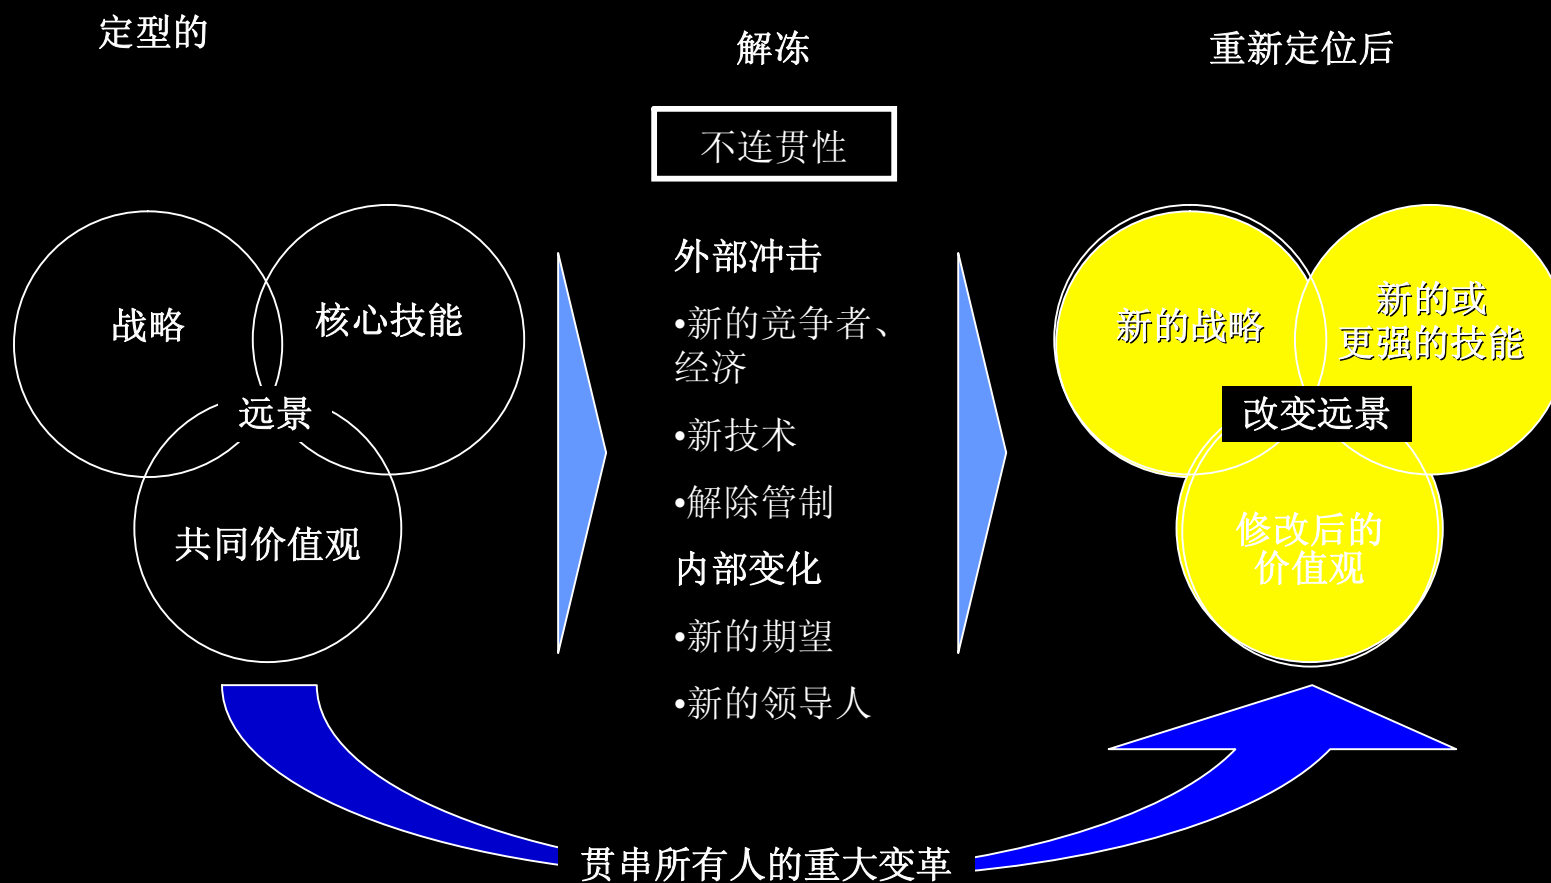 定型的
解冻
重新定位后
不连贯性
战略
核心技能
远景
共同价值观
外部冲击
•新的竞争者、
经济
•新技术
•解除管制
内部变化
•新的期望
•新的领导人
新的战略
新的或
更强的技能
改变远景
修改后的
价值观
贯串所有人的重大变革